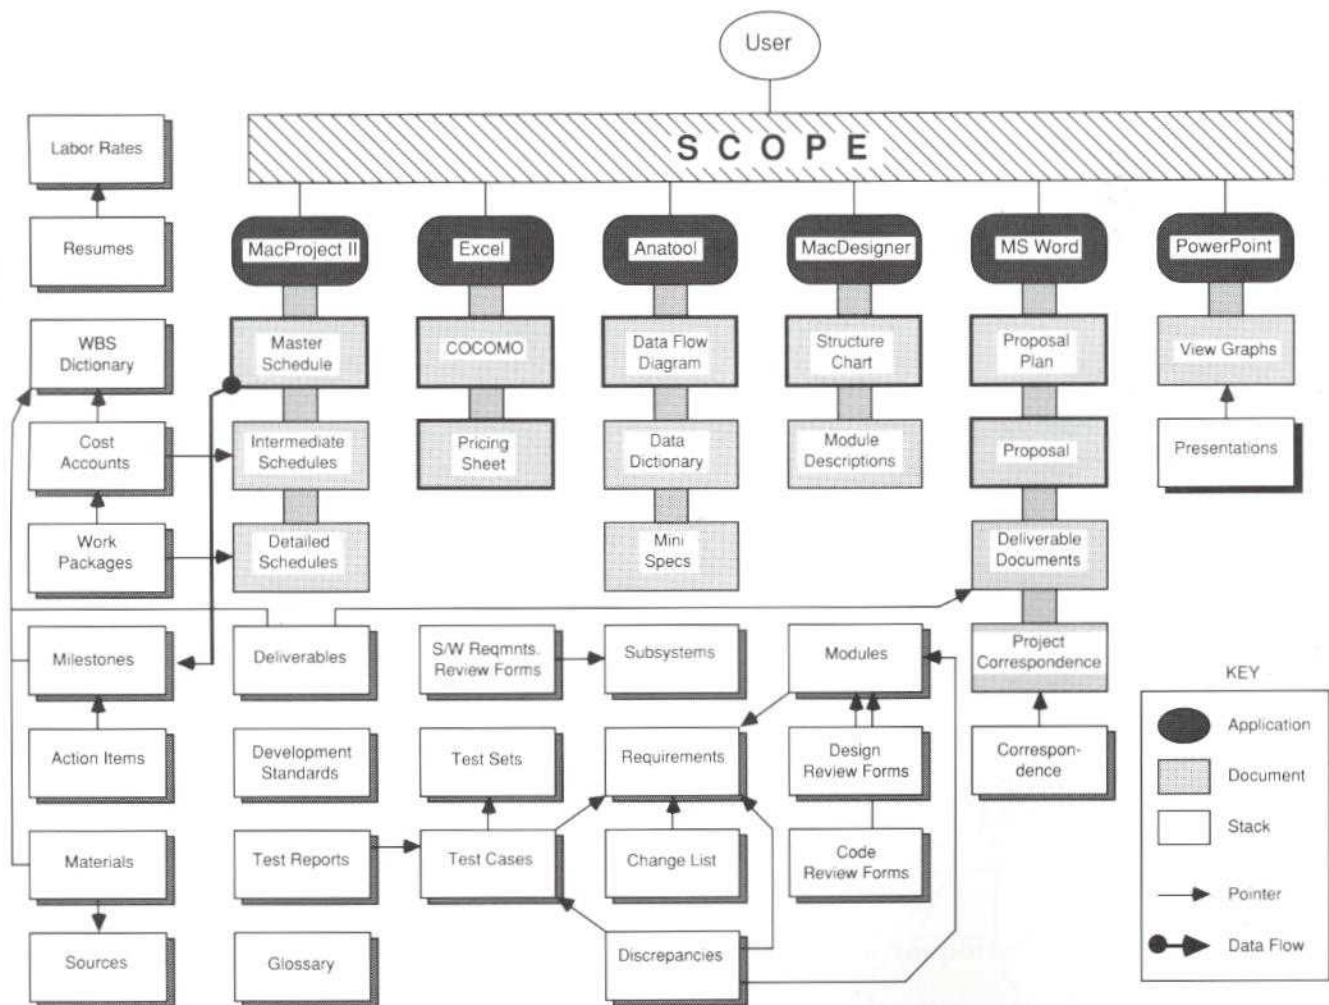 User
S C O P E
Labor Rates
Resumes
MacProject II
Excel
Anatool
MacDesigner
MS Word
PowerPoint
WBS
Dictionary
Master
Schedule
COCOMO
Data Flow
Diagram
Structure
Chart
Proposal
Plan
View Graphs
Cost
Accounts
Intermediate
Schedules
Pricing
Sheet
Data
Dictionary
Module
Descriptions
Proposal
Presentations
Work
Packages
Detailed
Schedules
Mini
Specs
Deliverable
Documents
Milestones
Deliverables
S/W Reqmnts.
Review Forms
Subsystems
Modules
Project
Correspondence
Action Items
Development
Standards
Test Sets
Requirements
Design
Review Forms
Correspon-
dence
Materials
Test Reports
Test Cases
Change List
Code
Review Forms
Sources
Glossary
Discrepancies
KEY
Application
Document
Stack
Pointer
Data Flow